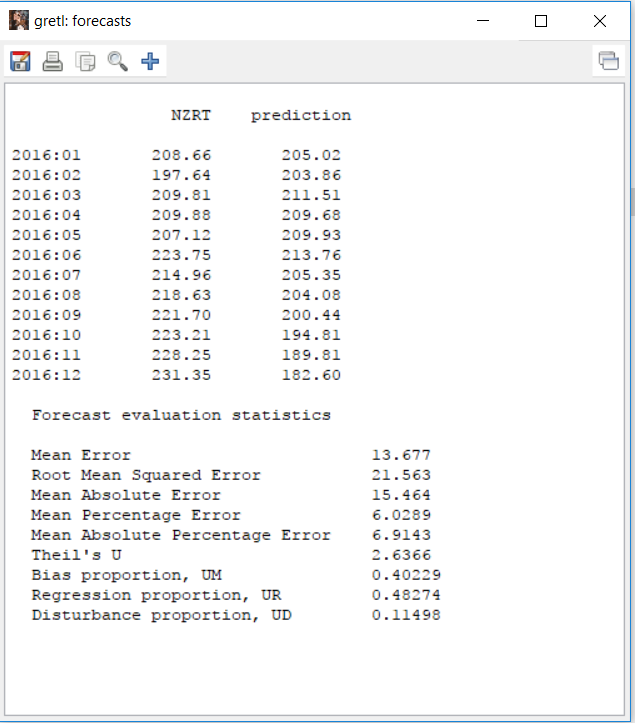 gretl: forecasts
NZRT prediction
2016:01 208.66 205.02
2016:02 197.64 203.86
2016:03 209.81 211.51
2016:04 209.88 209.68
2016:05 207.12 209.93
2016:06 223.75 213.76
2016:07 214.96 205.35
2016:08 218.63 204.08
2016:09 221.70 200.44
2016:10 223.21 194.81
2016:11 228.25 189.81
2016:12 231.35 182.60
Forecast evaluation statistics
Mean Error 13.677
Root Mean Squared Error 21.563
Mean Absolute Error 15.464
Mean Percentage Error 6.0289
Mean Absolute Percentage Error 6.9143
Theil's U 2.6366
Bias proportion, UM 0.40229
Regression proportion, UR 0.48274
Disturbance proportion, UD 0.11498